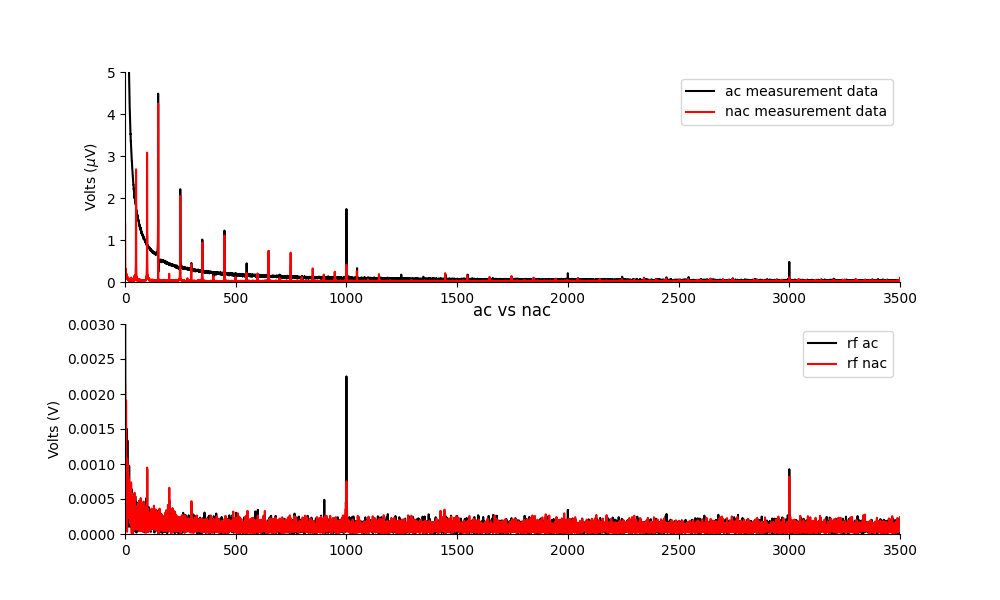 5
4
3
2
1
0
Volts (μV)
ac measurement data
nac measurement data
0 500 1000 1500 2000 2500 3000 3500
ac vs nac
0.0030
0.0025
0.0020
0.0015
0.0010
0.0005
0.0000
Volts (V)
rf ac
rf nac
0 500 1000 1500 2000 2500 3000 3500